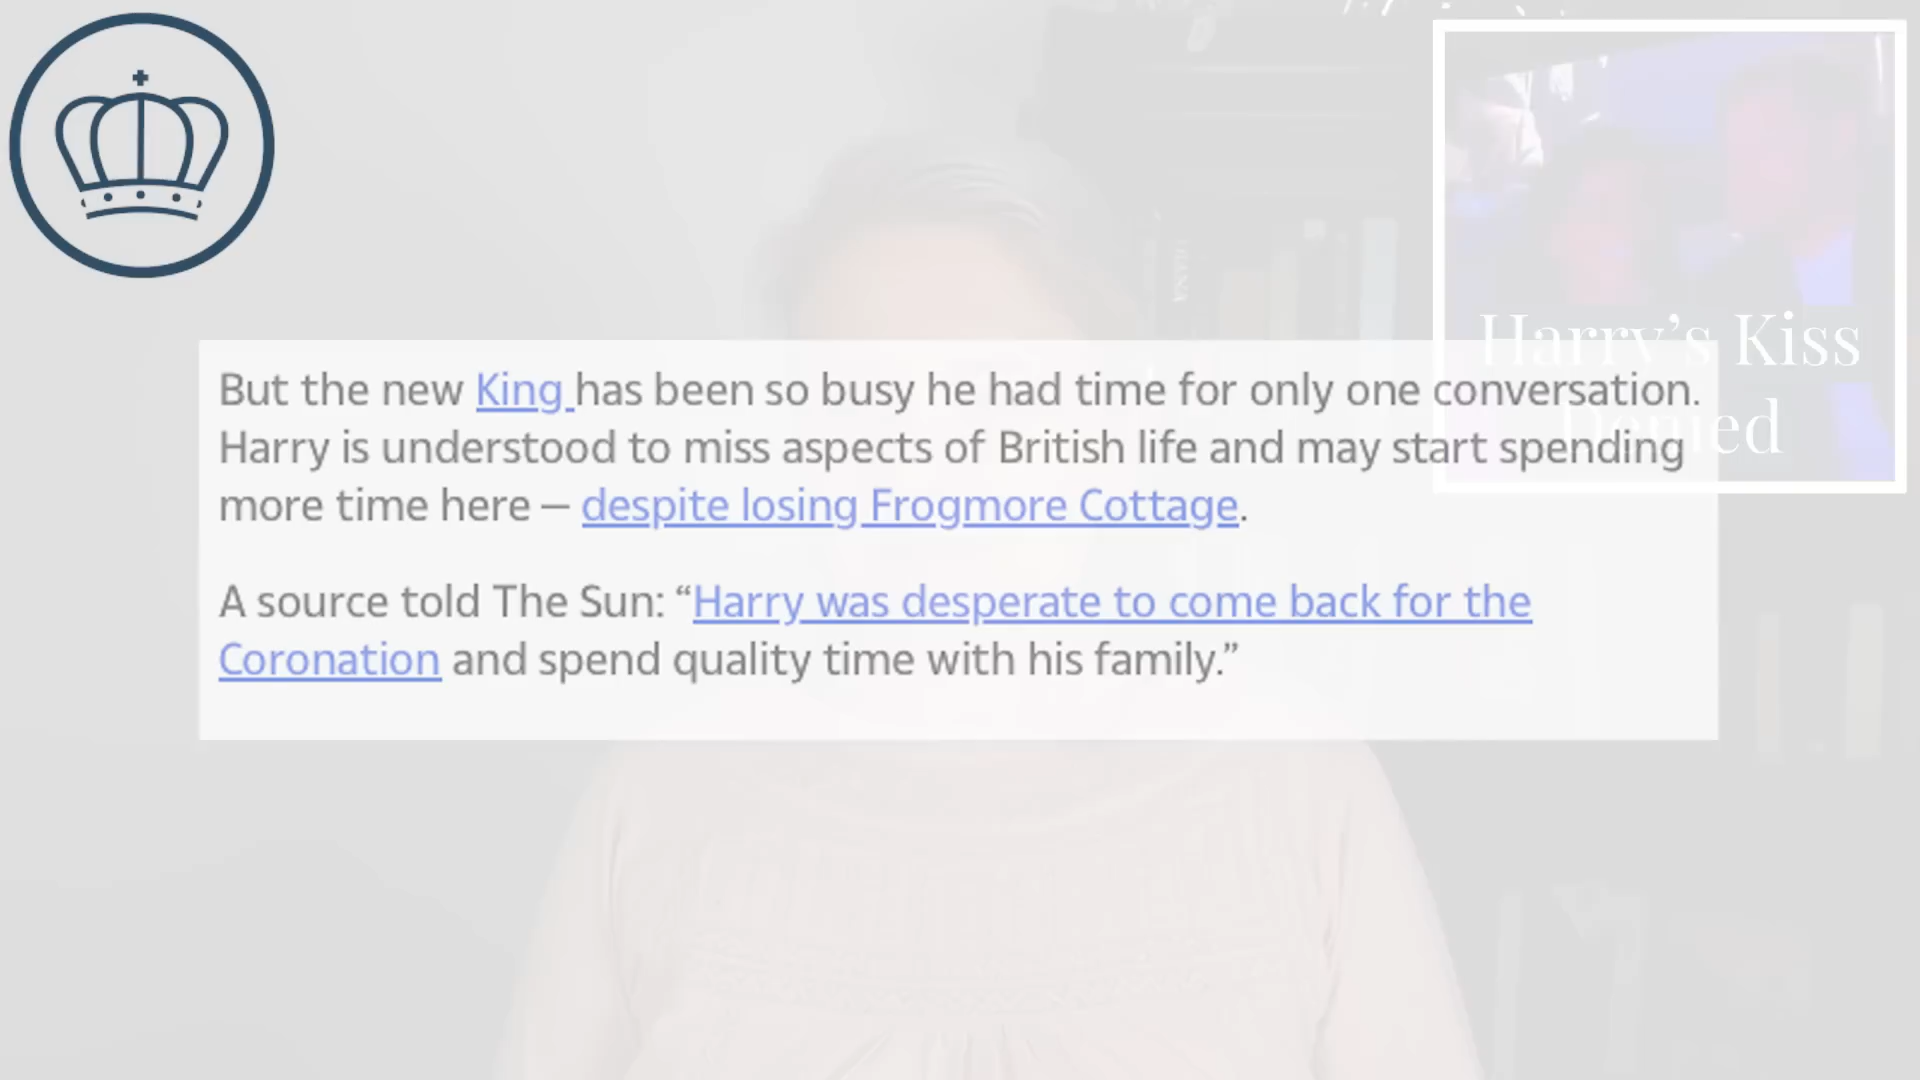 Harry's Kiss
Denied
But the new King has been so busy he had time for only one conversation.
Harry is understood to miss aspects of British life and may start spending
more time here – despite losing Frogmore Cottage.
A source told The Sun: “Harry was desperate to come back for the
Coronation and spend quality time with his family.”